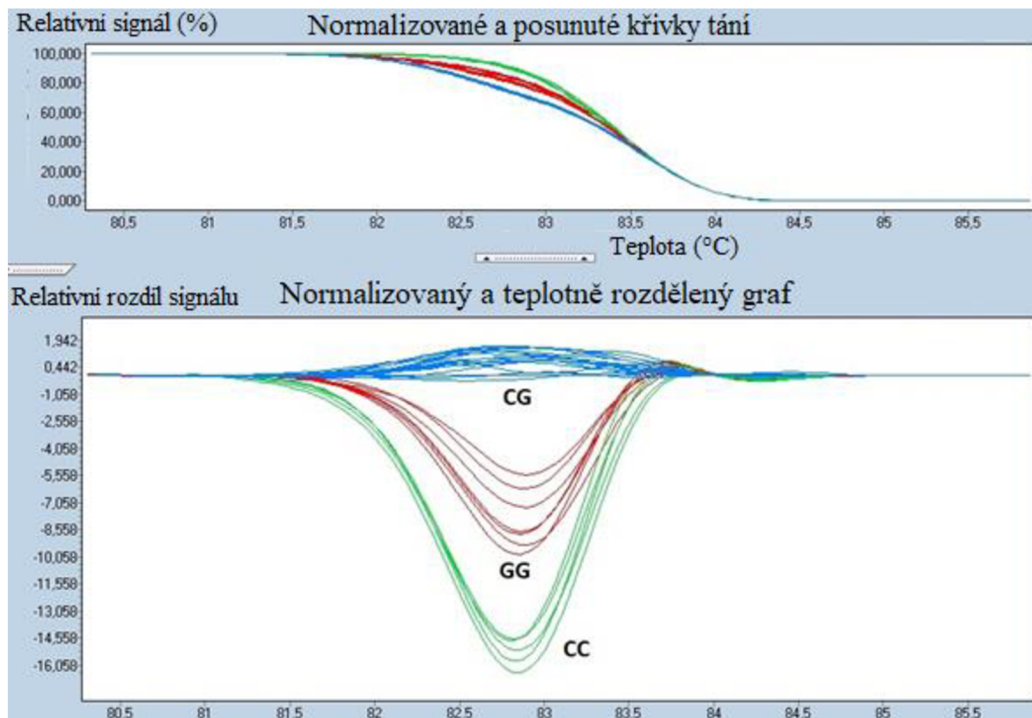 Relativní signál (%)
Normalizované a posunuté křivky tání
100,000
80,000
60,000
40,000
20,000
0,000
80,5 81 81,5 82 82,5 83 83,5 84 84,5 85 85,5
Teplota (°C)
Relativní rozdíl signálu
Normalizovaný a teplotně rozdělený graf
1.942
0.442
-1.058
-2.558
-4.058
-5.558
-7.058
-8.558
-10.058
-11.558
-13.058
-14.558
-16.058
CG
GG
CC
80.5 81 81.5 82 82.5 83 83.5 84 84.5 85 85.5